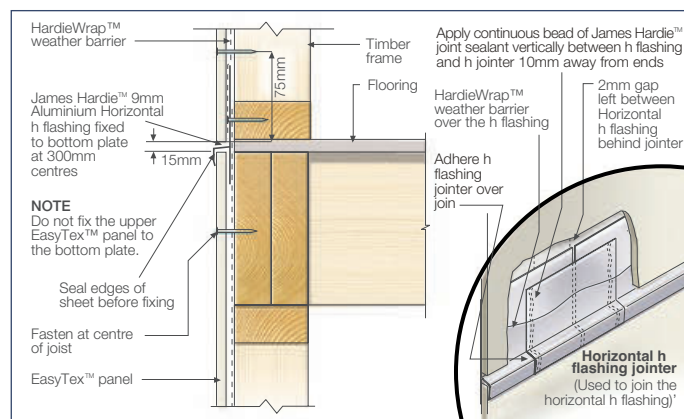 HardieWrap™
weather barrier
James Hardie™ 9mm
Aluminium Horizontal
h flashing fixed
to bottom plate
at 300mm
centres
NOTE
Do not fix the upper
EasyTex™ panel to
the bottom plate.
Seal edges of
sheet before fixing
Fasten at centre
of joist
EasyTex™ panel
75mm
15mm
Timber
frame
Flooring
Apply continuous bead of James Hardie™
joint sealant vertically between h flashing
and h jointer 10mm away from ends
HardieWrap™
weather barrier
over the h flashing
Adhere h
flashing
jointer over
join
2mm gap
left between
Horizontal
h flashing
behind jointer
Horizontal h
flashing jointer
(Used to join the
horizontal h flashing)'